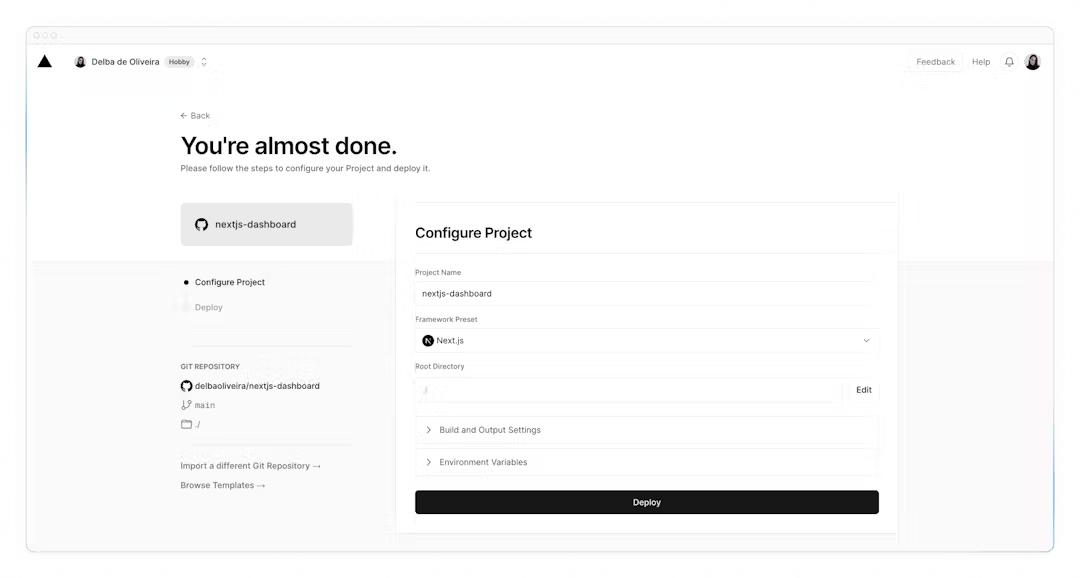 Delba de Oliveira Hobby
Feedback Help
← Back
You're almost done.
Please follow the steps to configure your Project and deploy it.
nextjs-dashboard
Configure Project
Deploy
GIT REPOSITORY
delbaoliveira/nextjs-dashboard
main
./
Import a different Git Repository →
Browse Templates →
Configure Project
Project Name
nextjs-dashboard
Framework Preset
N Next.js
Root Directory
./
Edit
Build and Output Settings
Environment Variables
Deploy